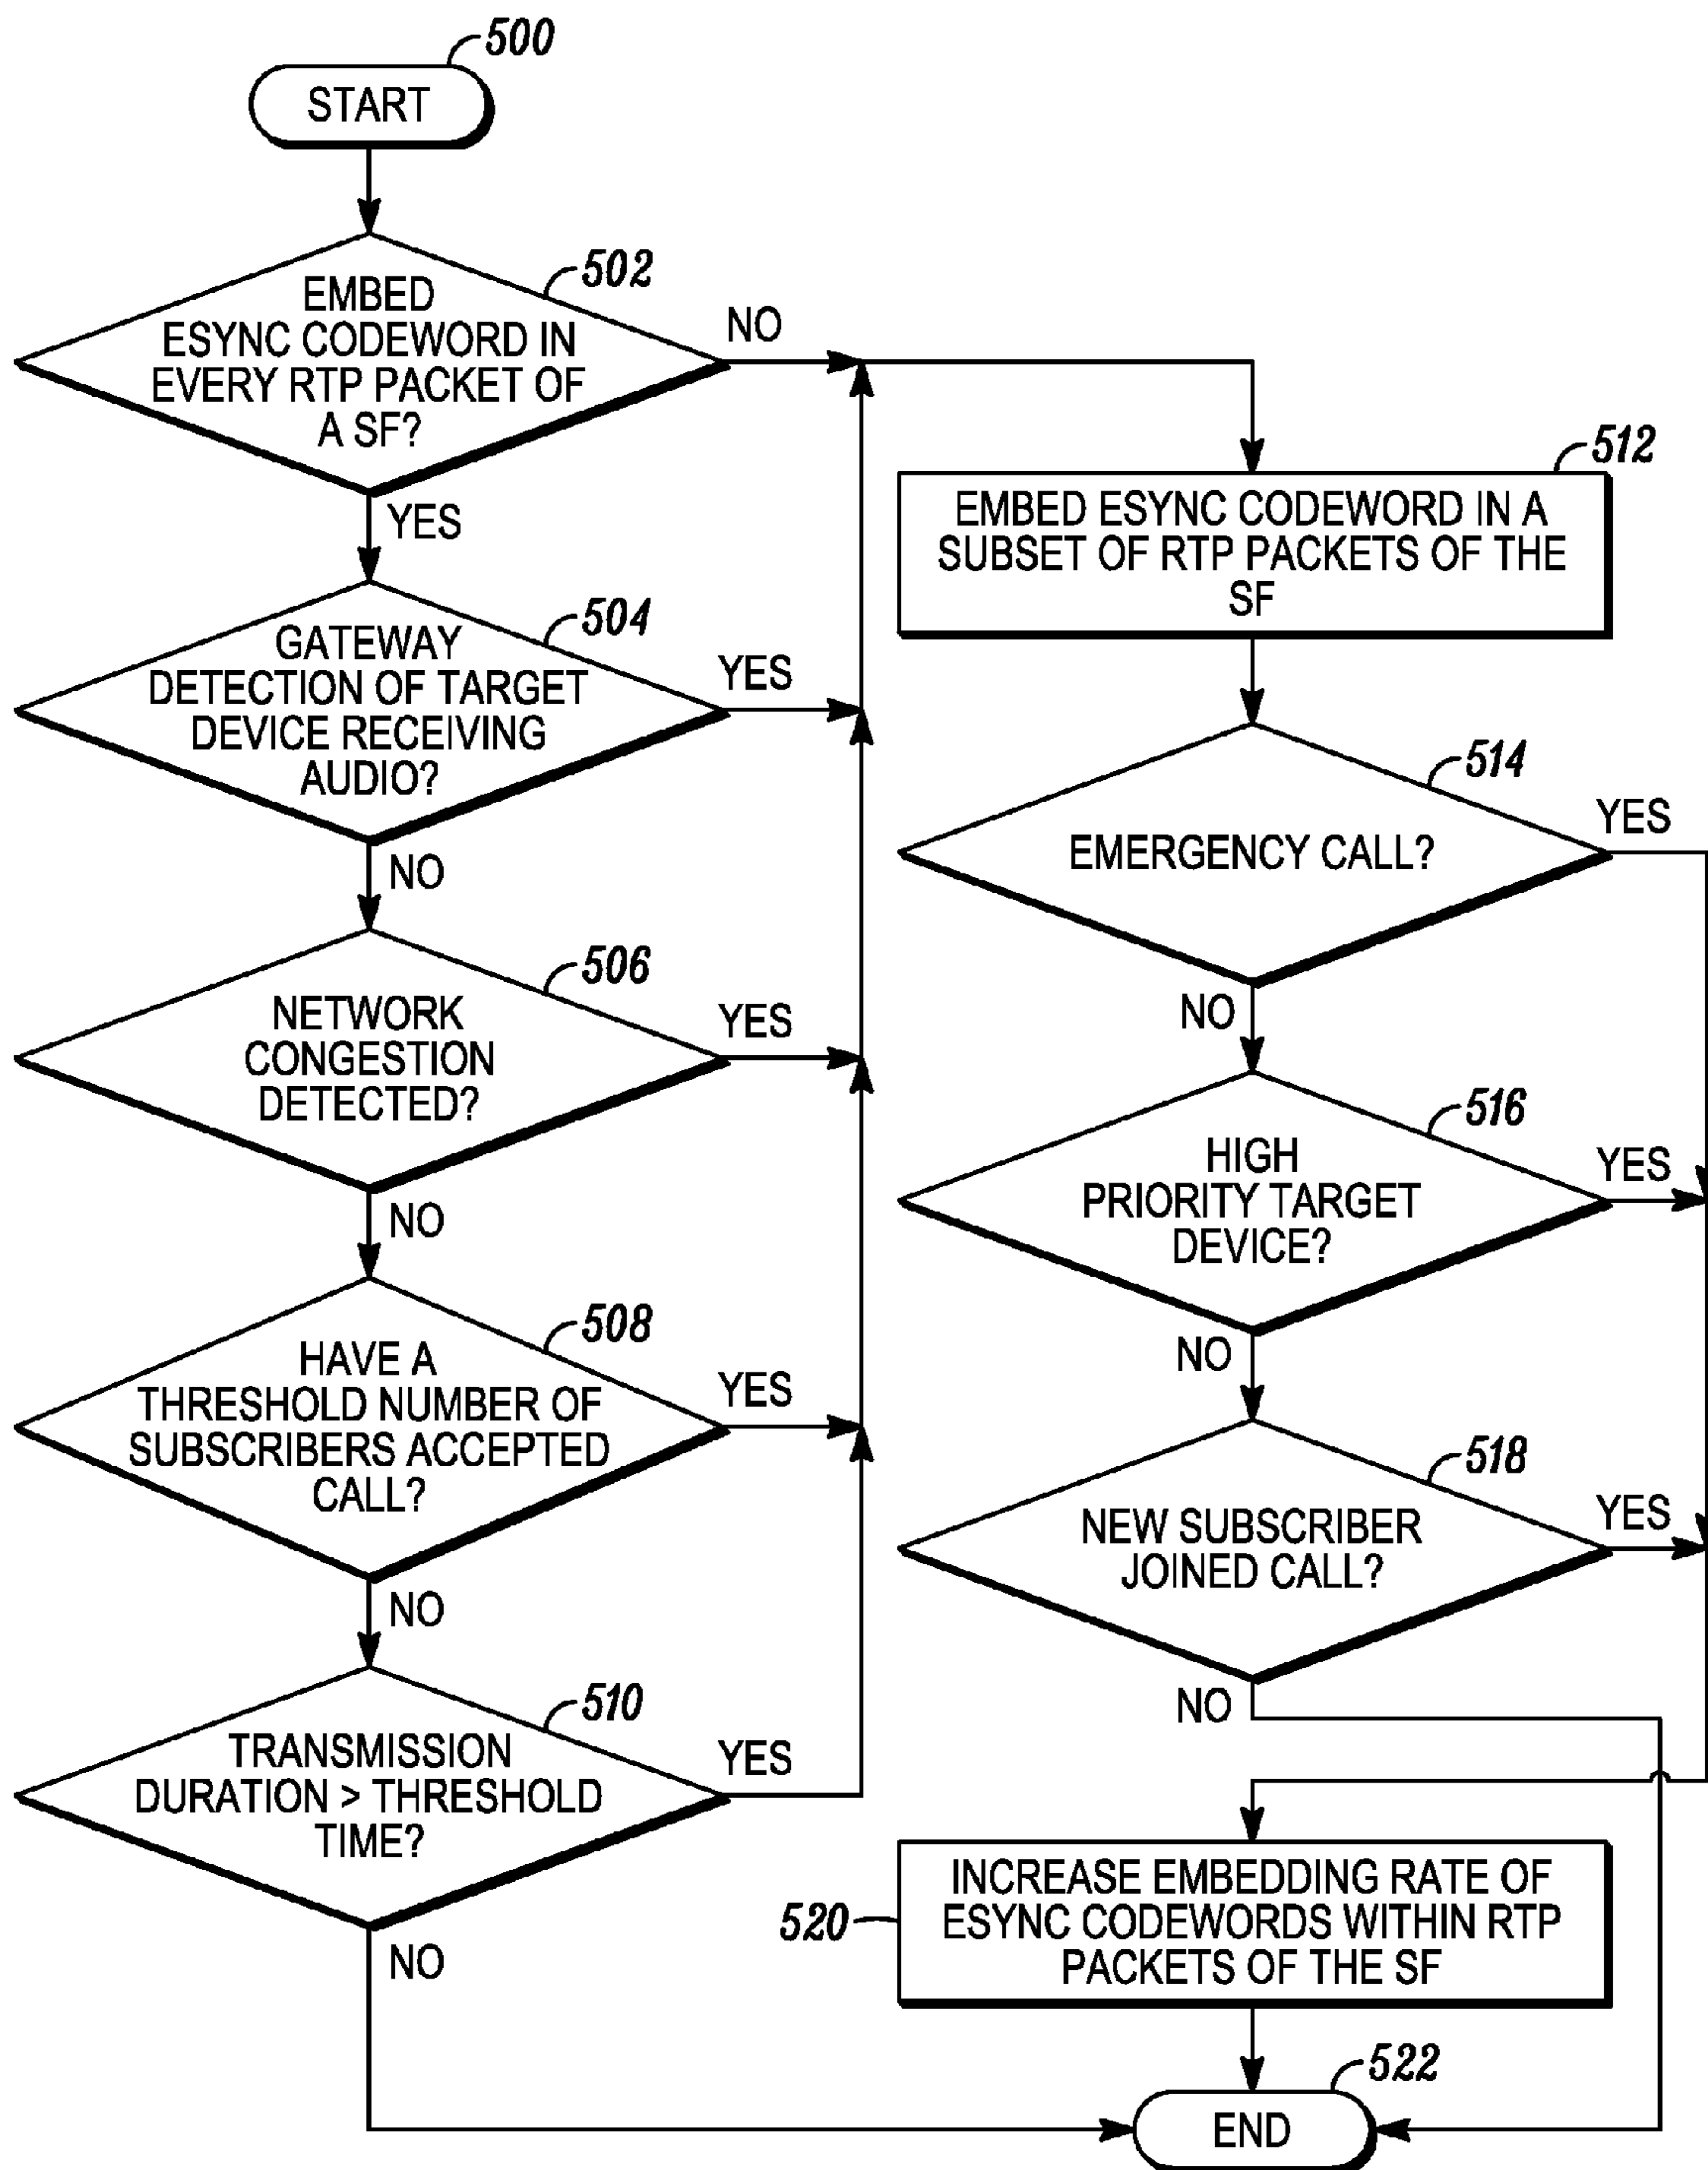 500
START
502
EMBED
ESYNC CODEWORD IN
EVERY RTP PACKET OF
A SF?
NO
YES
504
GATEWAY
DETECTION OF TARGET
DEVICE RECEIVING
AUDIO?
YES
NO
506
NETWORK
CONGESTION
DETECTED?
YES
NO
508
HAVE A
THRESHOLD NUMBER OF
SUBSCRIBERS ACCEPTED
CALL?
YES
NO
510
TRANSMISSION
DURATION > THRESHOLD
TIME?
YES
NO
512
EMBED ESYNC CODEWORD IN A
SUBSET OF RTP PACKETS OF THE
SF
514
EMERGENCY CALL?
YES
NO
516
HIGH
PRIORITY TARGET
DEVICE?
YES
NO
518
NEW SUBSCRIBER
JOINED CALL?
YES
NO
520
INCREASE EMBEDDING RATE OF
ESYNC CODEWORDS WITHIN RTP
PACKETS OF THE SF
522
END